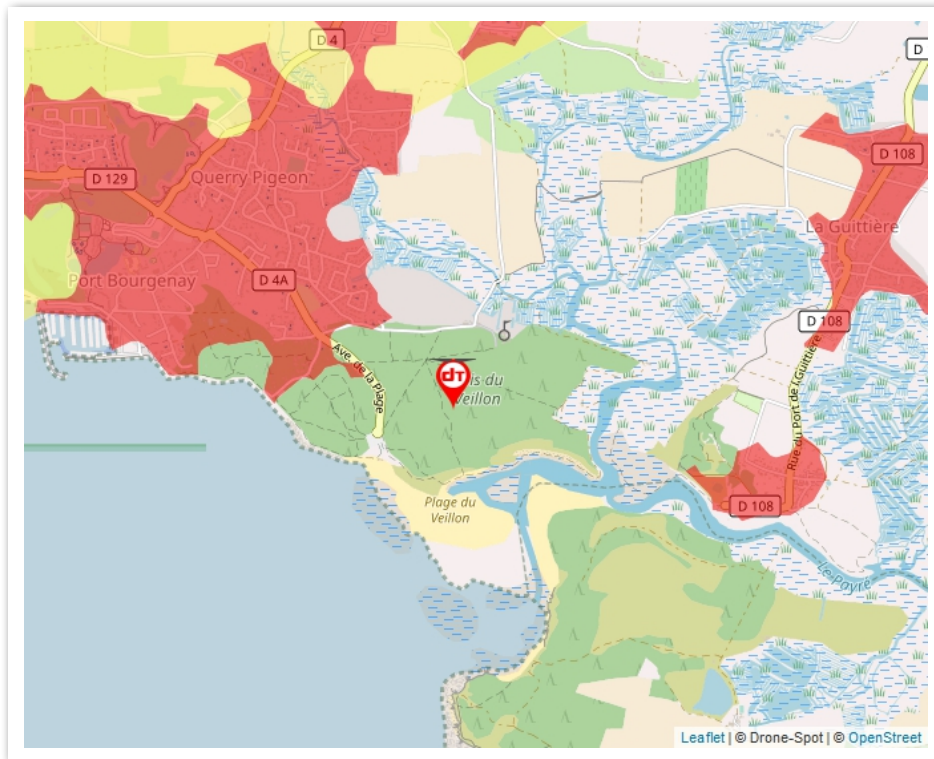 D 4
D
D 129
Querry Pigeon
D 108
La Guittière
Port Bourgenay
D 4A
D 108
Ave. de la Plage
dT
is du
Veillon
Rue du Port de l Guittière
Plage du
Veillon
D 108
Le Payré
Leaflet | © Drone-Spot | © OpenStreet